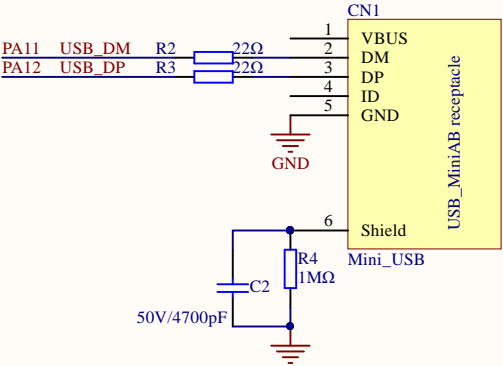 CN1
1 VBUS
PA11 USB_DM R2 22Ω 2 DM
PA12 USB_DP R3 22Ω 3 DP
4 ID
5 GND
GND
USB_MiniAB receptacle
6 Shield
Mini_USB
R4
1MΩ
C2
50V/4700pF